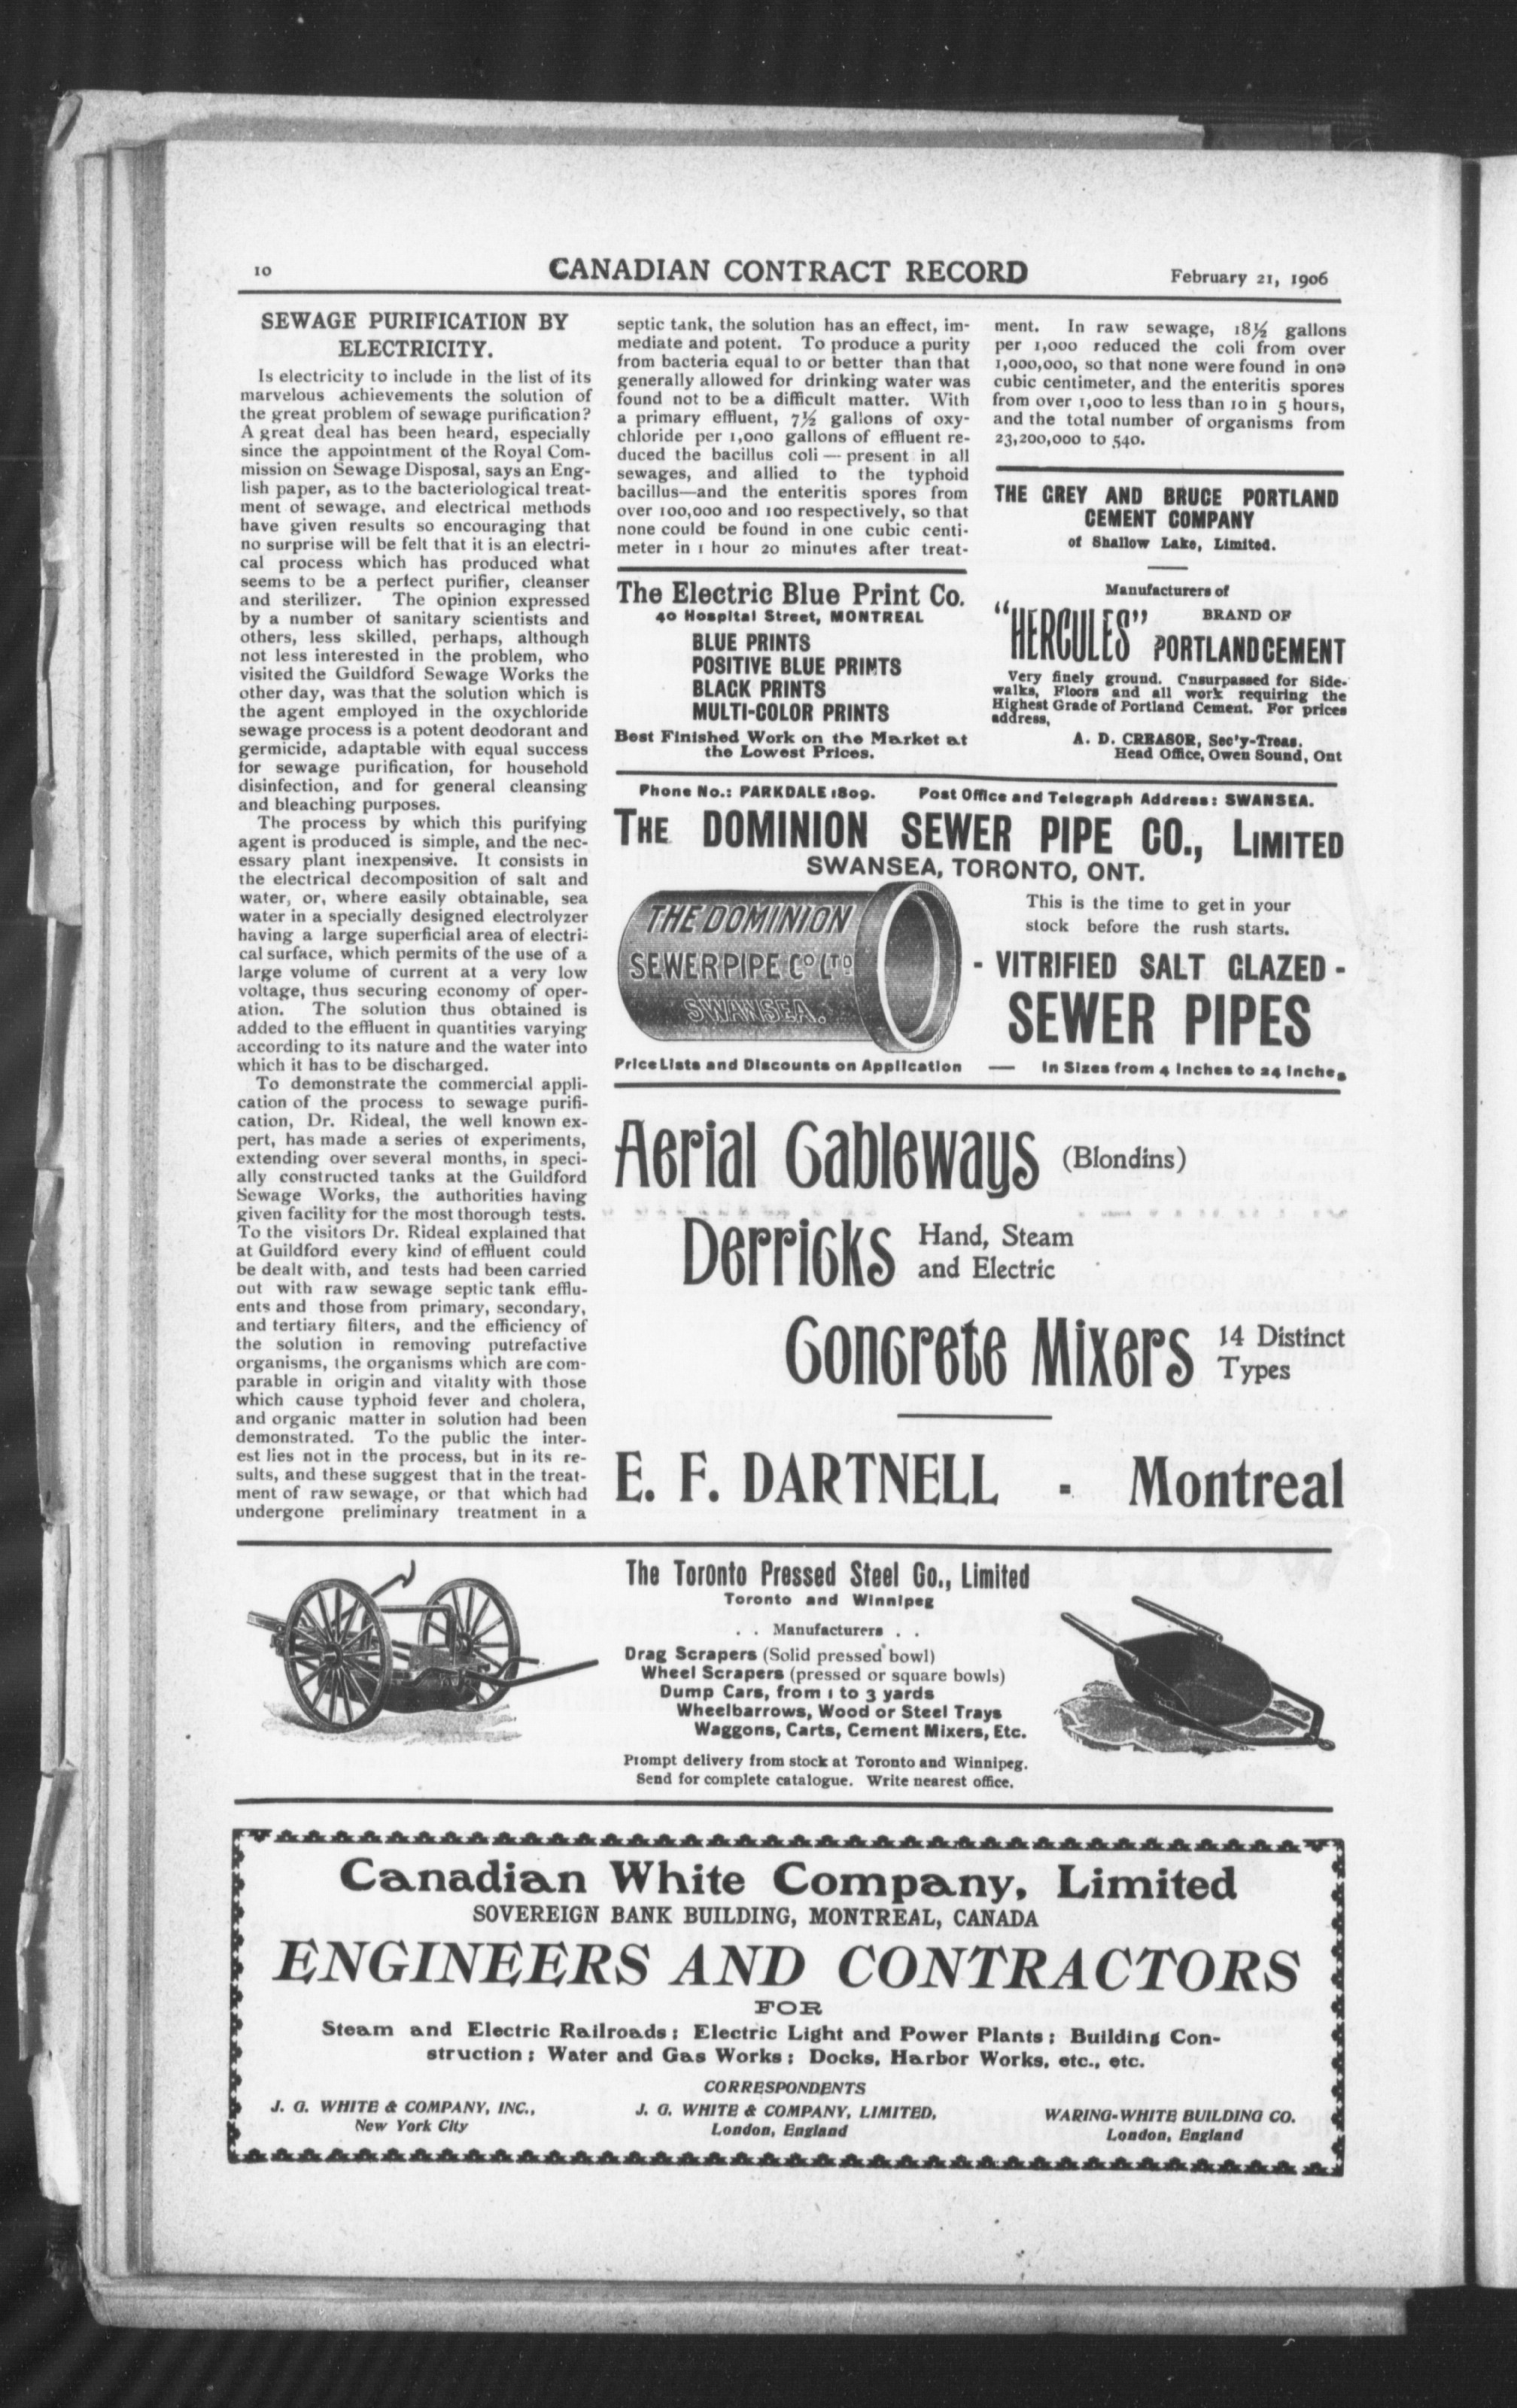 10
CANADIAN CONTRACT RECORD
February 21, 1906
SEWAGE PURIFICATION BY
ELECTRICITY.
Is electricity to include in the list of its
marvelous achievements the solution of
the great problem of sewage purification?
A great deal has been heard, especially
since the appointment of the Royal Com-
mission on Sewage Disposal, says an Eng-
lish paper, as to the bacteriological treat-
ment of sewage, and electrical methods
have given results so encouraging that
no surprise will be felt that it is an electri-
cal process which has produced what
seems to be a perfect purifier, cleanser
and sterilizer. The opinion expressed
by a number of sanitary scientists and
others, less skilled, perhaps, although
not less interested in the problem, who
visited the Guildford Sewage Works the
other day, was that the solution which is
the agent employed in the oxychloride
sewage process is a potent deodorant and
germicide, adaptable with equal success
for sewage purification, for household
disinfection, and for general cleansing
and bleaching purposes.
The process by which this purifying
agent is produced is simple, and the nec-
essary plant inexpensive. It consists in
the electrical decomposition of salt and
water, or, where easily obtainable, sea
water in a specially designed electrolyzer
having a large superficial area of electri-
cal surface, which permits of the use of a
large volume of current at a very low
voltage, thus securing economy of oper-
ation. The solution thus obtained is
added to the effluent in quantities varying
according to its nature and the water into
which it has to be discharged.
To demonstrate the commercial appli-
cation of the process to sewage purifi-
cation, Dr. Rideal, the well known ex-
pert, has made a series of experiments,
extending over several months, in speci-
ally constructed tanks at the Guildford
Sewage Works, the authorities having
given facility for the most thorough tests.
To the visitors Dr. Rideal explained that
at Guildford every kind of effluent could
be dealt with, and tests had been carried
out with raw sewage septic tank efflu-
ents and those from primary, secondary,
and tertiary filters, and the efficiency of
the solution in removing putrefactive
organisms, the organisms which are com-
parable in origin and vitality with those
which cause typhoid fever and cholera,
and organic matter in solution had been
demonstrated. To the public the inter-
est lies not in the process, but in its re-
sults, and these suggest that in the treat-
ment of raw sewage, or that which had
undergone preliminary treatment in a
septic tank, the solution has an effect, im-
mediate and potent. To produce a purity
from bacteria equal to or better than that
generally allowed for drinking water was
found not to be a difficult matter. With
a primary effluent, 7½ gallons of oxy-
chloride per 1,000 gallons of effluent re-
duced the bacillus coli — present in all
sewages, and allied to the typhoid
bacillus—and the enteritis spores from
over 100,000 and 100 respectively, so that
none could be found in one cubic centi-
meter in 1 hour 20 minutes after treat-
ment. In raw sewage, 18½ gallons
per 1,000 reduced the coli from over
1,000,000, so that none were found in one
cubic centimeter, and the enteritis spores
from over 1,000 to less than 10 in 5 hours,
and the total number of organisms from
23,200,000 to 540.
The Electric Blue Print Co.
40 Hospital Street, MONTREAL
BLUE PRINTS
POSITIVE BLUE PRINTS
BLACK PRINTS
MULTI-COLOR PRINTS
Best Finished Work on the Market at
the Lowest Prices.
THE GREY AND BRUCE PORTLAND
CEMENT COMPANY
of Shallow Lake, Limited.
Manufacturers of
"HERCULES" BRAND OF
PORTLAND CEMENT
Very finely ground. Cnsurpassed for Side-
walks, Floors and all work requiring the
Highest Grade of Portland Cement. For prices
address,
A. D. CREASOR, Sec'y-Treas.
Head Office, Owen Sound, Ont
Phone No.: PARKDALE 1809. Post Office and Telegraph Address: SWANSEA.
THE DOMINION SEWER PIPE CO., LIMITED
SWANSEA, TORONTO, ONT.
THE DOMINION
SEWER PIPE CO LTD
SWANSEA.
This is the time to get in your
stock before the rush starts.
- VITRIFIED SALT GLAZED -
SEWER PIPES
Price Lists and Discounts on Application — In Sizes from 4 Inches to 24 Inches
Aerial Cableways (Blondins)
Derricks Hand, Steam
and Electric
Concrete Mixers 14 Distinct
Types
E. F. DARTNELL - Montreal
The Toronto Pressed Steel Co., Limited
Toronto and Winnipeg
. . Manufacturers . .
Drag Scrapers (Solid pressed bowl)
Wheel Scrapers (pressed or square bowls)
Dump Cars, from 1 to 3 yards
Wheelbarrows, Wood or Steel Trays
Waggons, Carts, Cement Mixers, Etc.
Prompt delivery from stock at Toronto and Winnipeg.
Send for complete catalogue. Write nearest office.
Canadian White Company, Limited
SOVEREIGN BANK BUILDING, MONTREAL, CANADA
ENGINEERS AND CONTRACTORS
FOR
Steam and Electric Railroads; Electric Light and Power Plants; Building Con-
struction; Water and Gas Works; Docks, Harbor Works, etc., etc.
CORRESPONDENTS
J. G. WHITE & COMPANY, INC.,
New York City
J. G. WHITE & COMPANY, LIMITED,
London, England
WARING-WHITE BUILDING CO.
London, England